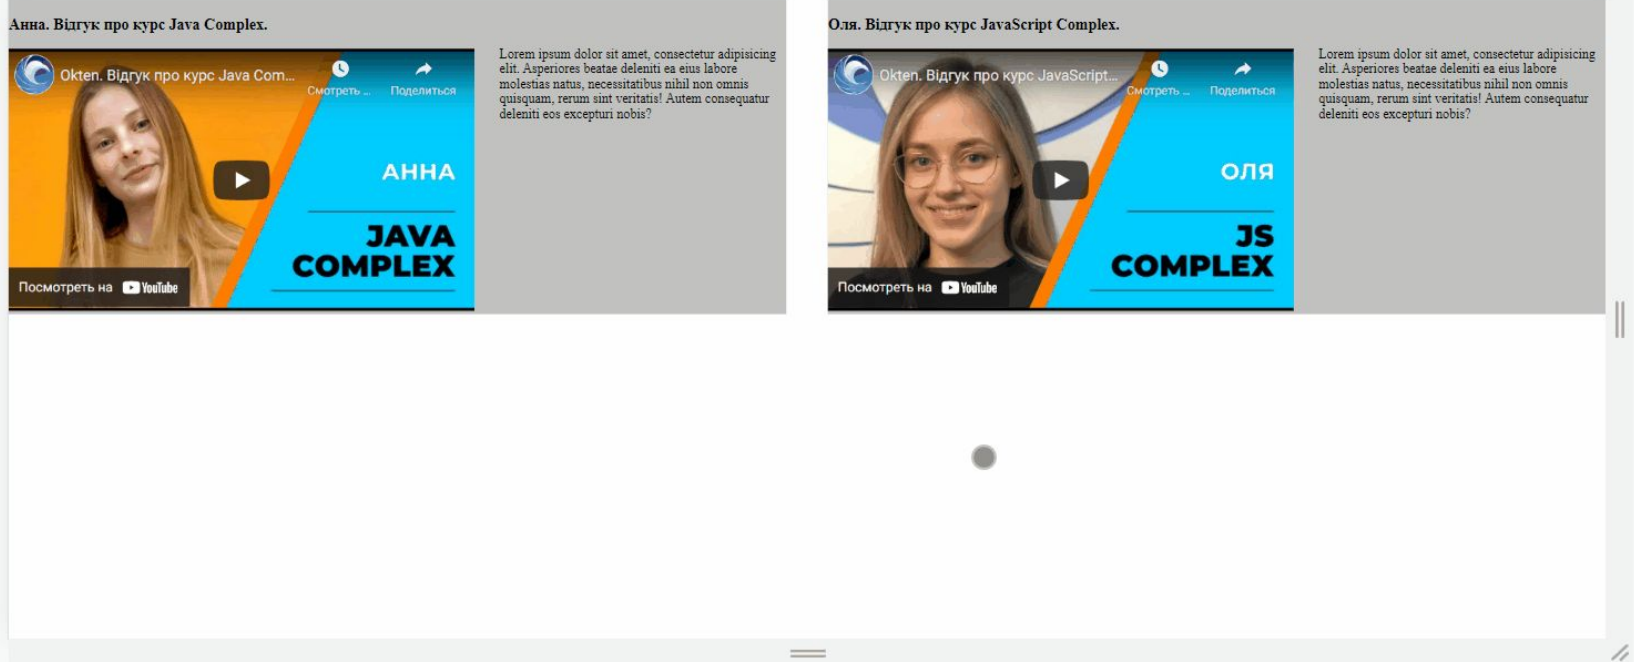 Анна. Відгук про курс Java Complex.
Okten. Відгук про курс Java Com...
Смотреть ...
Поделиться
АННА
JAVA
COMPLEX
Посмотреть на YouTube
Lorem ipsum dolor sit amet, consectetur adipisicing
elit. Asperiores beatae deleniti ea eius labore
molestias natus, necessitatibus nihil non omnis
quisquam, rerum sint veritatis! Autem consequatur
deleniti eos excepturi nobis?
Оля. Відгук про курс JavaScript Complex.
Okten. Відгук про курс JavaScript...
Смотреть ...
Поделиться
ОЛЯ
JS
COMPLEX
Посмотреть на YouTube
Lorem ipsum dolor sit amet, consectetur adipisicing
elit. Asperiores beatae deleniti ea eius labore
molestias natus, necessitatibus nihil non omnis
quisquam, rerum sint veritatis! Autem consequatur
deleniti eos excepturi nobis?